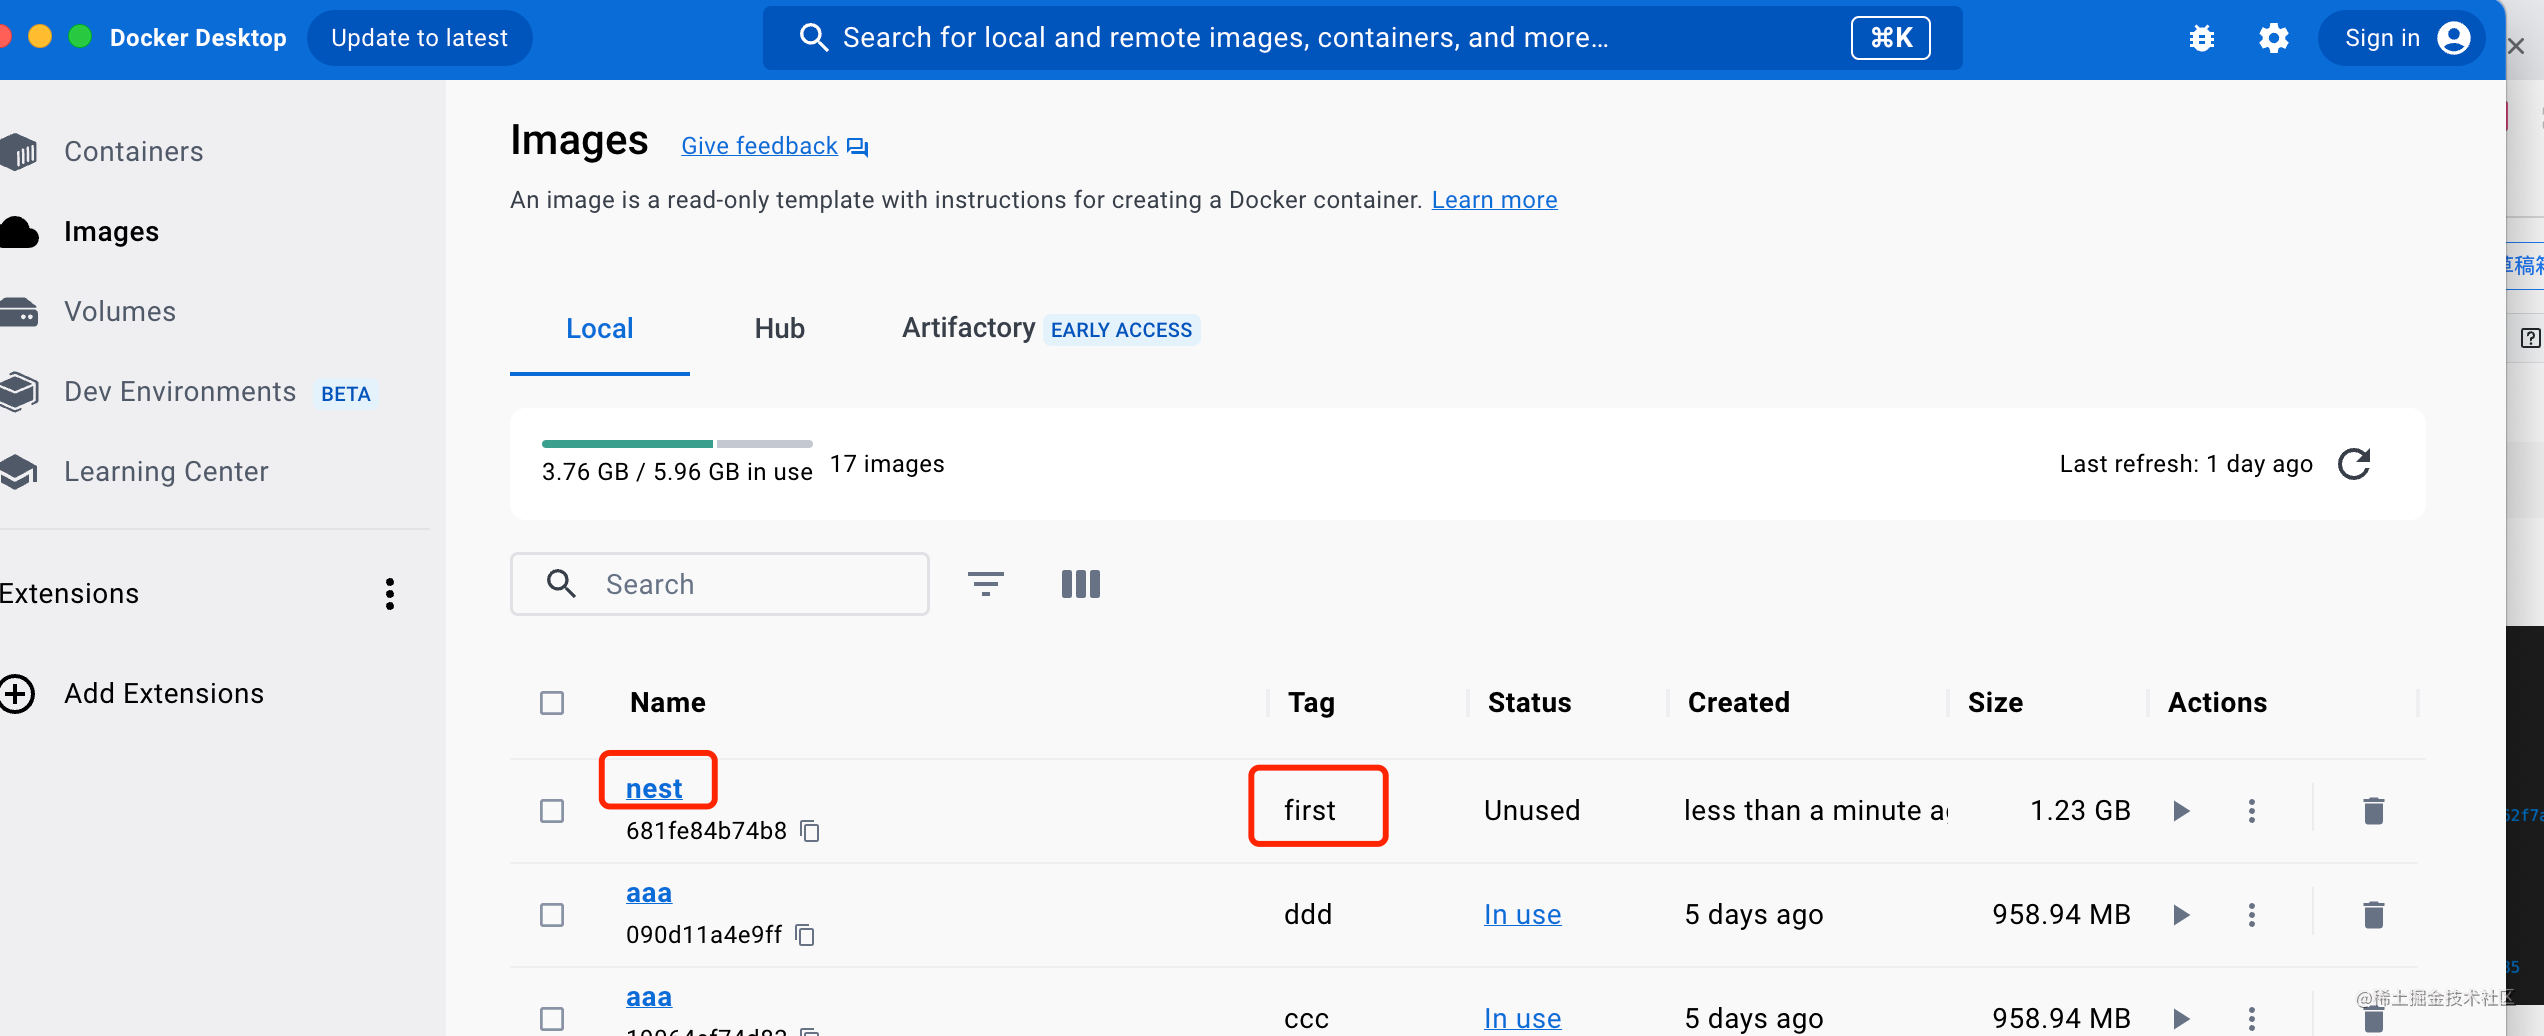 Docker Desktop Update to latest Search for local and remote images, containers, and more... ⌘K Sign in
Containers
Images
Volumes
Dev Environments BETA
Learning Center
Extensions
Add Extensions
Images Give feedback
An image is a read-only template with instructions for creating a Docker container. Learn more
Local Hub Artifactory EARLY ACCESS
3.76 GB / 5.96 GB in use 17 images Last refresh: 1 day ago
Search
Name Tag Status Created Size Actions
nest
681fe84b74b8
first Unused less than a minute 1.23 GB
aaa
090d11a4e9ff
ddd In use 5 days ago 958.94 MB
aaa
ccc In use 5 days ago 958.94 MB
草稿箱
@稀土掘金技术社区